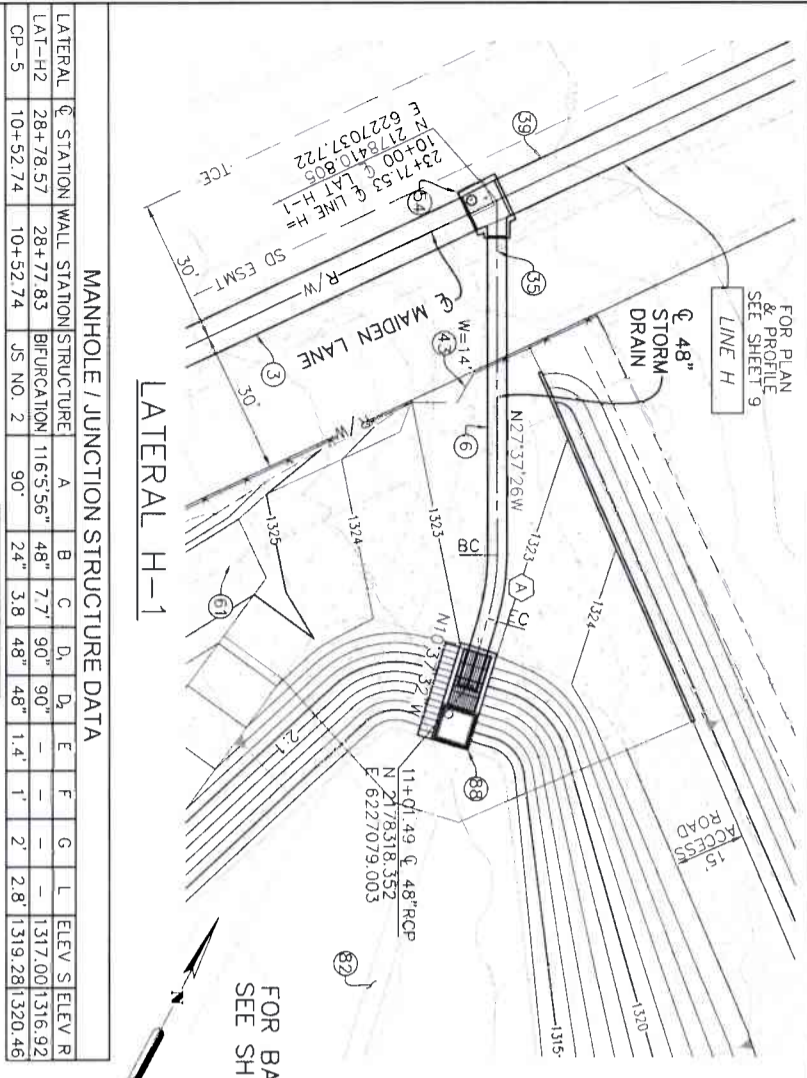 FOR PLAN
& PROFILE
SEE SHEET 9
LINE H
℄ 48"
STORM
DRAIN
39
54
35
3
43
6
W=14'
23+71.53 ℄ LINE H=
10+00 ℄ LAT H-1
N 2178410.805
E 6227037.722
TCE
SD ESMT
R/W
℄ MAIDEN LANE
30'
30'
R/W
N27°37'26"W
BC
A
EC
1323
1324
1323
1324
1325
61
2:1
88
11+01.49 ℄ 48"RCP
N 2178318.352
E 6227079.003
15'
ACCESS
ROAD
1320
1315
82
FOR BA
SEE SH
N
LATERAL H-1
MANHOLE / JUNCTION STRUCTURE DATA
LATERAL ℄ STATION WALL STATION STRUCTURE A B C D₁ D₂ E F G L ELEV S ELEV R
LAT-H2 28+78.57 28+77.83 BIFURCATION 116°5'56" 48" 7.7' 90" 90" - - - - 1317.00 1316.92
CP-5 10+52.74 10+52.74 JS NO. 2 90° 24" 3.8 48" 48" 1.4' 1' 2' 2.8' 1319.28 1320.46